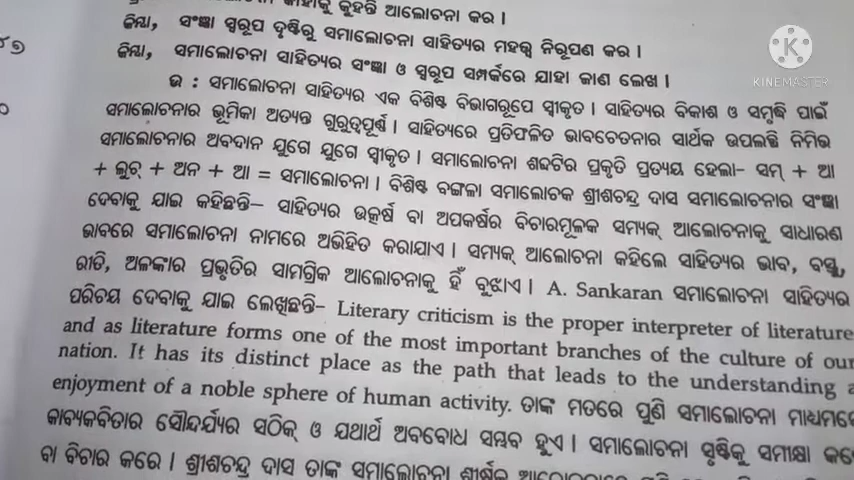 କାହାକୁ କୁହନ୍ତି ଆଲୋଚନା କର ।
କିମ୍ବା, ସଂଜ୍ଞା ସ୍ୱରୂପ ଦୃଷ୍ଟିରୁ ସମାଲୋଚନା ସାହିତ୍ୟର ମହତ୍ତ୍ୱ ନିରୂପଣ କର ।
କିମ୍ବା, ସମାଲୋଚନା ସାହିତ୍ୟର ସଂଜ୍ଞା ଓ ସ୍ୱରୂପ ସମ୍ପର୍କରେ ଯାହା ଜାଣ ଲେଖ ।
ଉ : ସମାଲୋଚନା ସାହିତ୍ୟର ଏକ ବିଶିଷ୍ଟ ବିଭାଗରୂପେ ସ୍ୱୀକୃତ । ସାହିତ୍ୟର ବିକାଶ ଓ ସମୃଦ୍ଧି ପାଇଁ
ସମାଲୋଚନାର ଭୂମିକା ଅତ୍ୟନ୍ତ ଗୁରୁତ୍ୱପୂର୍ଣ୍ଣ । ସାହିତ୍ୟରେ ପ୍ରତିଫଳିତ ଭାବଚେତନାର ସାର୍ଥକ ଉପଲବ୍ଧି ନିମିତ୍ତ
ସମାଲୋଚନାର ଅବଦାନ ଯୁଗେ ଯୁଗେ ସ୍ୱୀକୃତ । ସମାଲୋଚନା ଶବ୍ଦଟିର ପ୍ରକୃତି ପ୍ରତ୍ୟୟ ହେଲା– ସମ୍ + ଆ
+ ଲୁଚ୍ + ଅନ + ଆ = ସମାଲୋଚନା । ବିଶିଷ୍ଟ ବଙ୍ଗଳା ସମାଲୋଚକ ଶ୍ରୀଶଚନ୍ଦ୍ର ଦାସ ସମାଲୋଚନାର ସଂଜ୍ଞା
ଦେବାକୁ ଯାଇ କହିଛନ୍ତି– ସାହିତ୍ୟର ଉତ୍କର୍ଷ ବା ଅପକର୍ଷର ବିଚାରମୂଳକ ସମ୍ୟକ୍ ଆଲୋଚନାକୁ ସାଧାରଣ
ଭାବରେ ସମାଲୋଚନା ନାମରେ ଅଭିହିତ କରାଯାଏ । ସମ୍ୟକ୍ ଆଲୋଚନା କହିଲେ ସାହିତ୍ୟର ଭାବ, ବସ୍ତୁ,
ରୀତି, ଅଳଙ୍କାର ପ୍ରଭୃତିର ସାମଗ୍ରିକ ଆଲୋଚନାକୁ ହିଁ ବୁଝାଏ । A. Sankaran ସମାଲୋଚନା ସାହିତ୍ୟର
ପରିଚୟ ଦେବାକୁ ଯାଇ ଲେଖିଛନ୍ତି– Literary criticism is the proper interpreter of literature
and as literature forms one of the most important branches of the culture of our
nation. It has its distinct place as the path that leads to the understanding a
enjoyment of a noble sphere of human activity. ତାଙ୍କ ମତରେ ପୁଣି ସମାଲୋଚନା ମାଧ୍ୟମରେ
କାବ୍ୟକବିତାର ସୌନ୍ଦର୍ଯ୍ୟର ସଠିକ୍ ଓ ଯଥାର୍ଥ ଅବବୋଧ ସମ୍ଭବ ହୁଏ । ସମାଲୋଚନା ସୃଷ୍ଟିକୁ ସମୀକ୍ଷା କରେ
ବା ବିଚାର କରେ । ଶ୍ରୀଶଚନ୍ଦ୍ର ଦାସ ତାଙ୍କ ସମାଲୋଚନା ଶୀର୍ଷକ
KINEMASTER